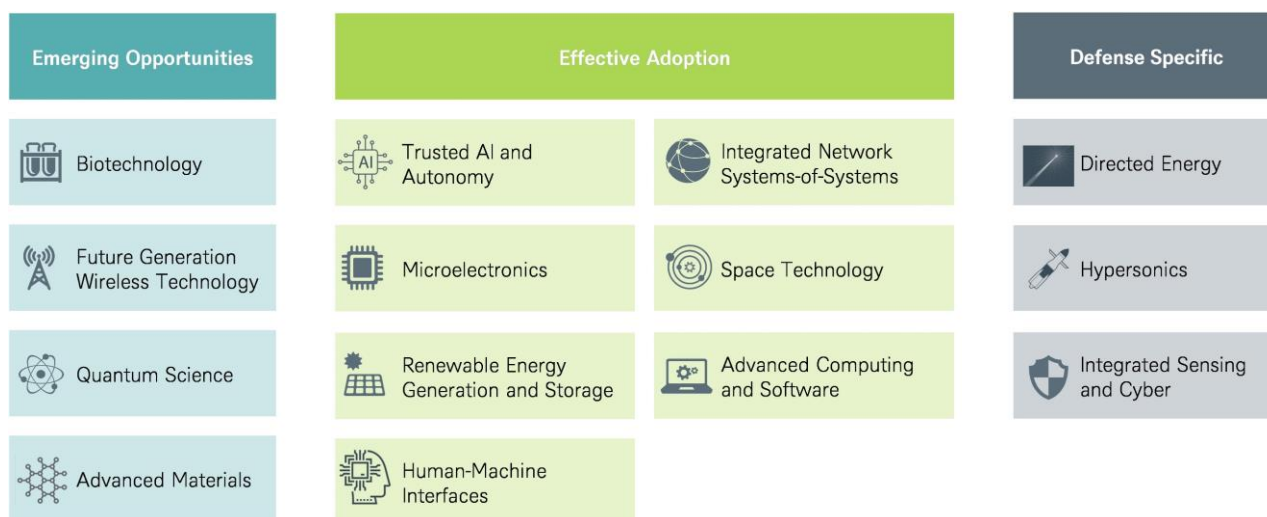 Emerging Opportunities
Effective Adoption
Defense Specific
Biotechnology
Future Generation
Wireless Technology
Quantum Science
Advanced Materials
AI
Trusted AI and
Autonomy
Microelectronics
Renewable Energy
Generation and Storage
Human-Machine
Interfaces
Integrated Network
Systems-of-Systems
Space Technology
Advanced Computing
and Software
Directed Energy
Hypersonics
Integrated Sensing
and Cyber